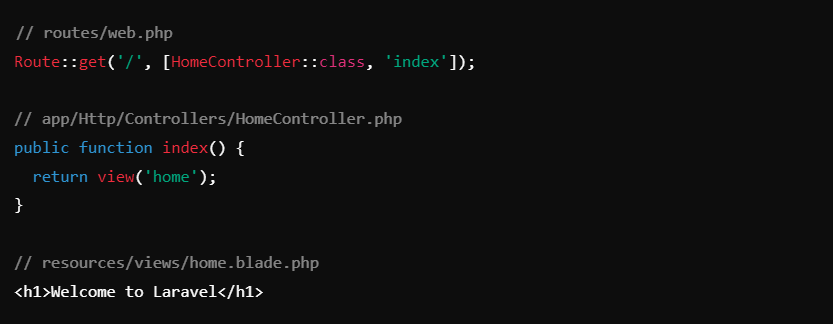 // routes/web.php
Route::get('/', [HomeController::class, 'index']);
// app/Http/Controllers/HomeController.php
public function index() {
  return view('home');
}
// resources/views/home.blade.php
<h1>Welcome to Laravel</h1>